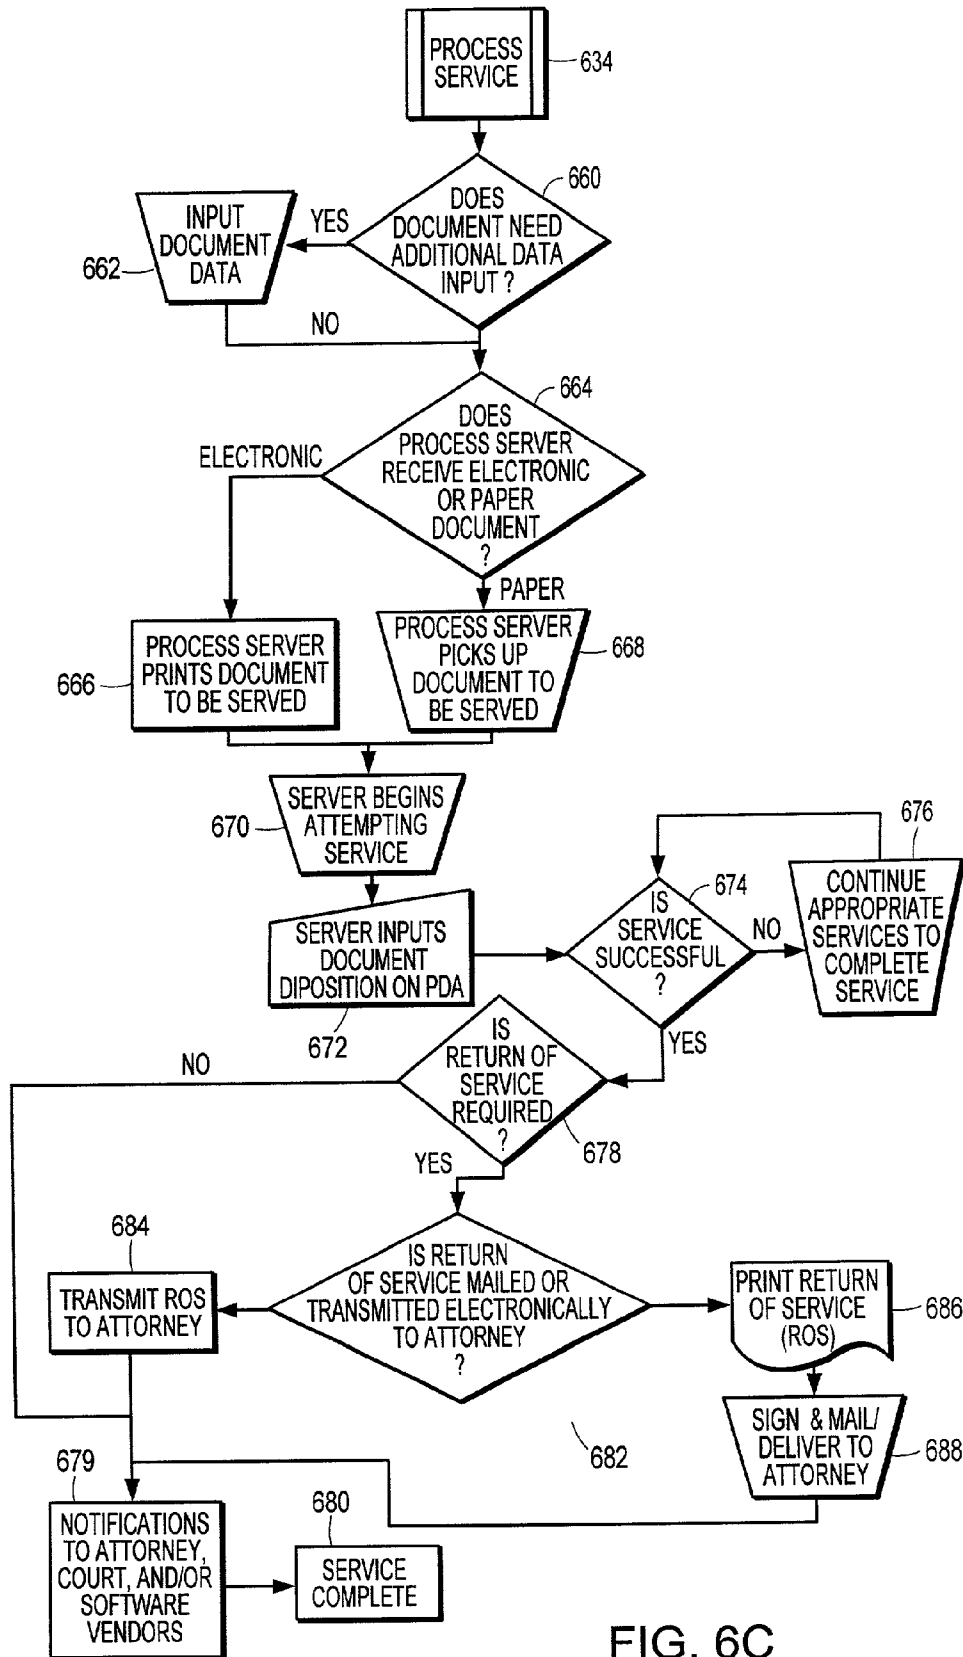 PROCESS
SERVICE
634
660
DOES
DOCUMENT NEED
ADDITIONAL DATA
INPUT ?
YES
INPUT
DOCUMENT
DATA
662
NO
664
DOES
PROCESS SERVER
RECEIVE ELECTRONIC
OR PAPER
DOCUMENT
?
ELECTRONIC
PAPER
PROCESS SERVER
PRINTS DOCUMENT
TO BE SERVED
666
PROCESS SERVER
PICKS UP
DOCUMENT TO
BE SERVED
668
SERVER BEGINS
ATTEMPTING
SERVICE
670
SERVER INPUTS
DOCUMENT
DIPOSITION ON PDA
672
674
IS
SERVICE
SUCCESSFUL
?
NO
676
CONTINUE
APPROPRIATE
SERVICES TO
COMPLETE
SERVICE
YES
IS
RETURN OF
SERVICE
REQUIRED
?
678
NO
YES
684
TRANSMIT ROS
TO ATTORNEY
IS RETURN
OF SERVICE MAILED OR
TRANSMITTED ELECTRONICALLY
TO ATTORNEY
?
682
PRINT RETURN
OF SERVICE
(ROS)
686
SIGN & MAIL/
DELIVER TO
ATTORNEY
688
679
NOTIFICATIONS
TO ATTORNEY,
COURT, AND/OR
SOFTWARE
VENDORS
680
SERVICE
COMPLETE
FIG. 6C